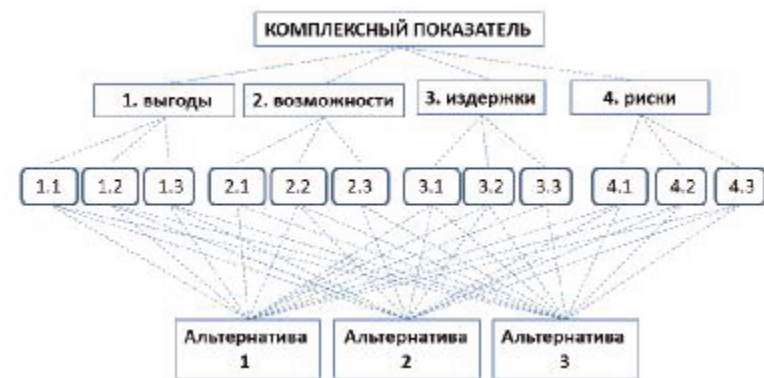 КОМПЛЕКСНЫЙ ПОКАЗАТЕЛЬ
1. выгоды 2. возможности 3. издержки 4. риски
1.1 1.2 1.3 2.1 2.2 2.3 3.1 3.2 3.3 4.1 4.2 4.3
Альтернатива Альтернатива Альтернатива
1 2 3